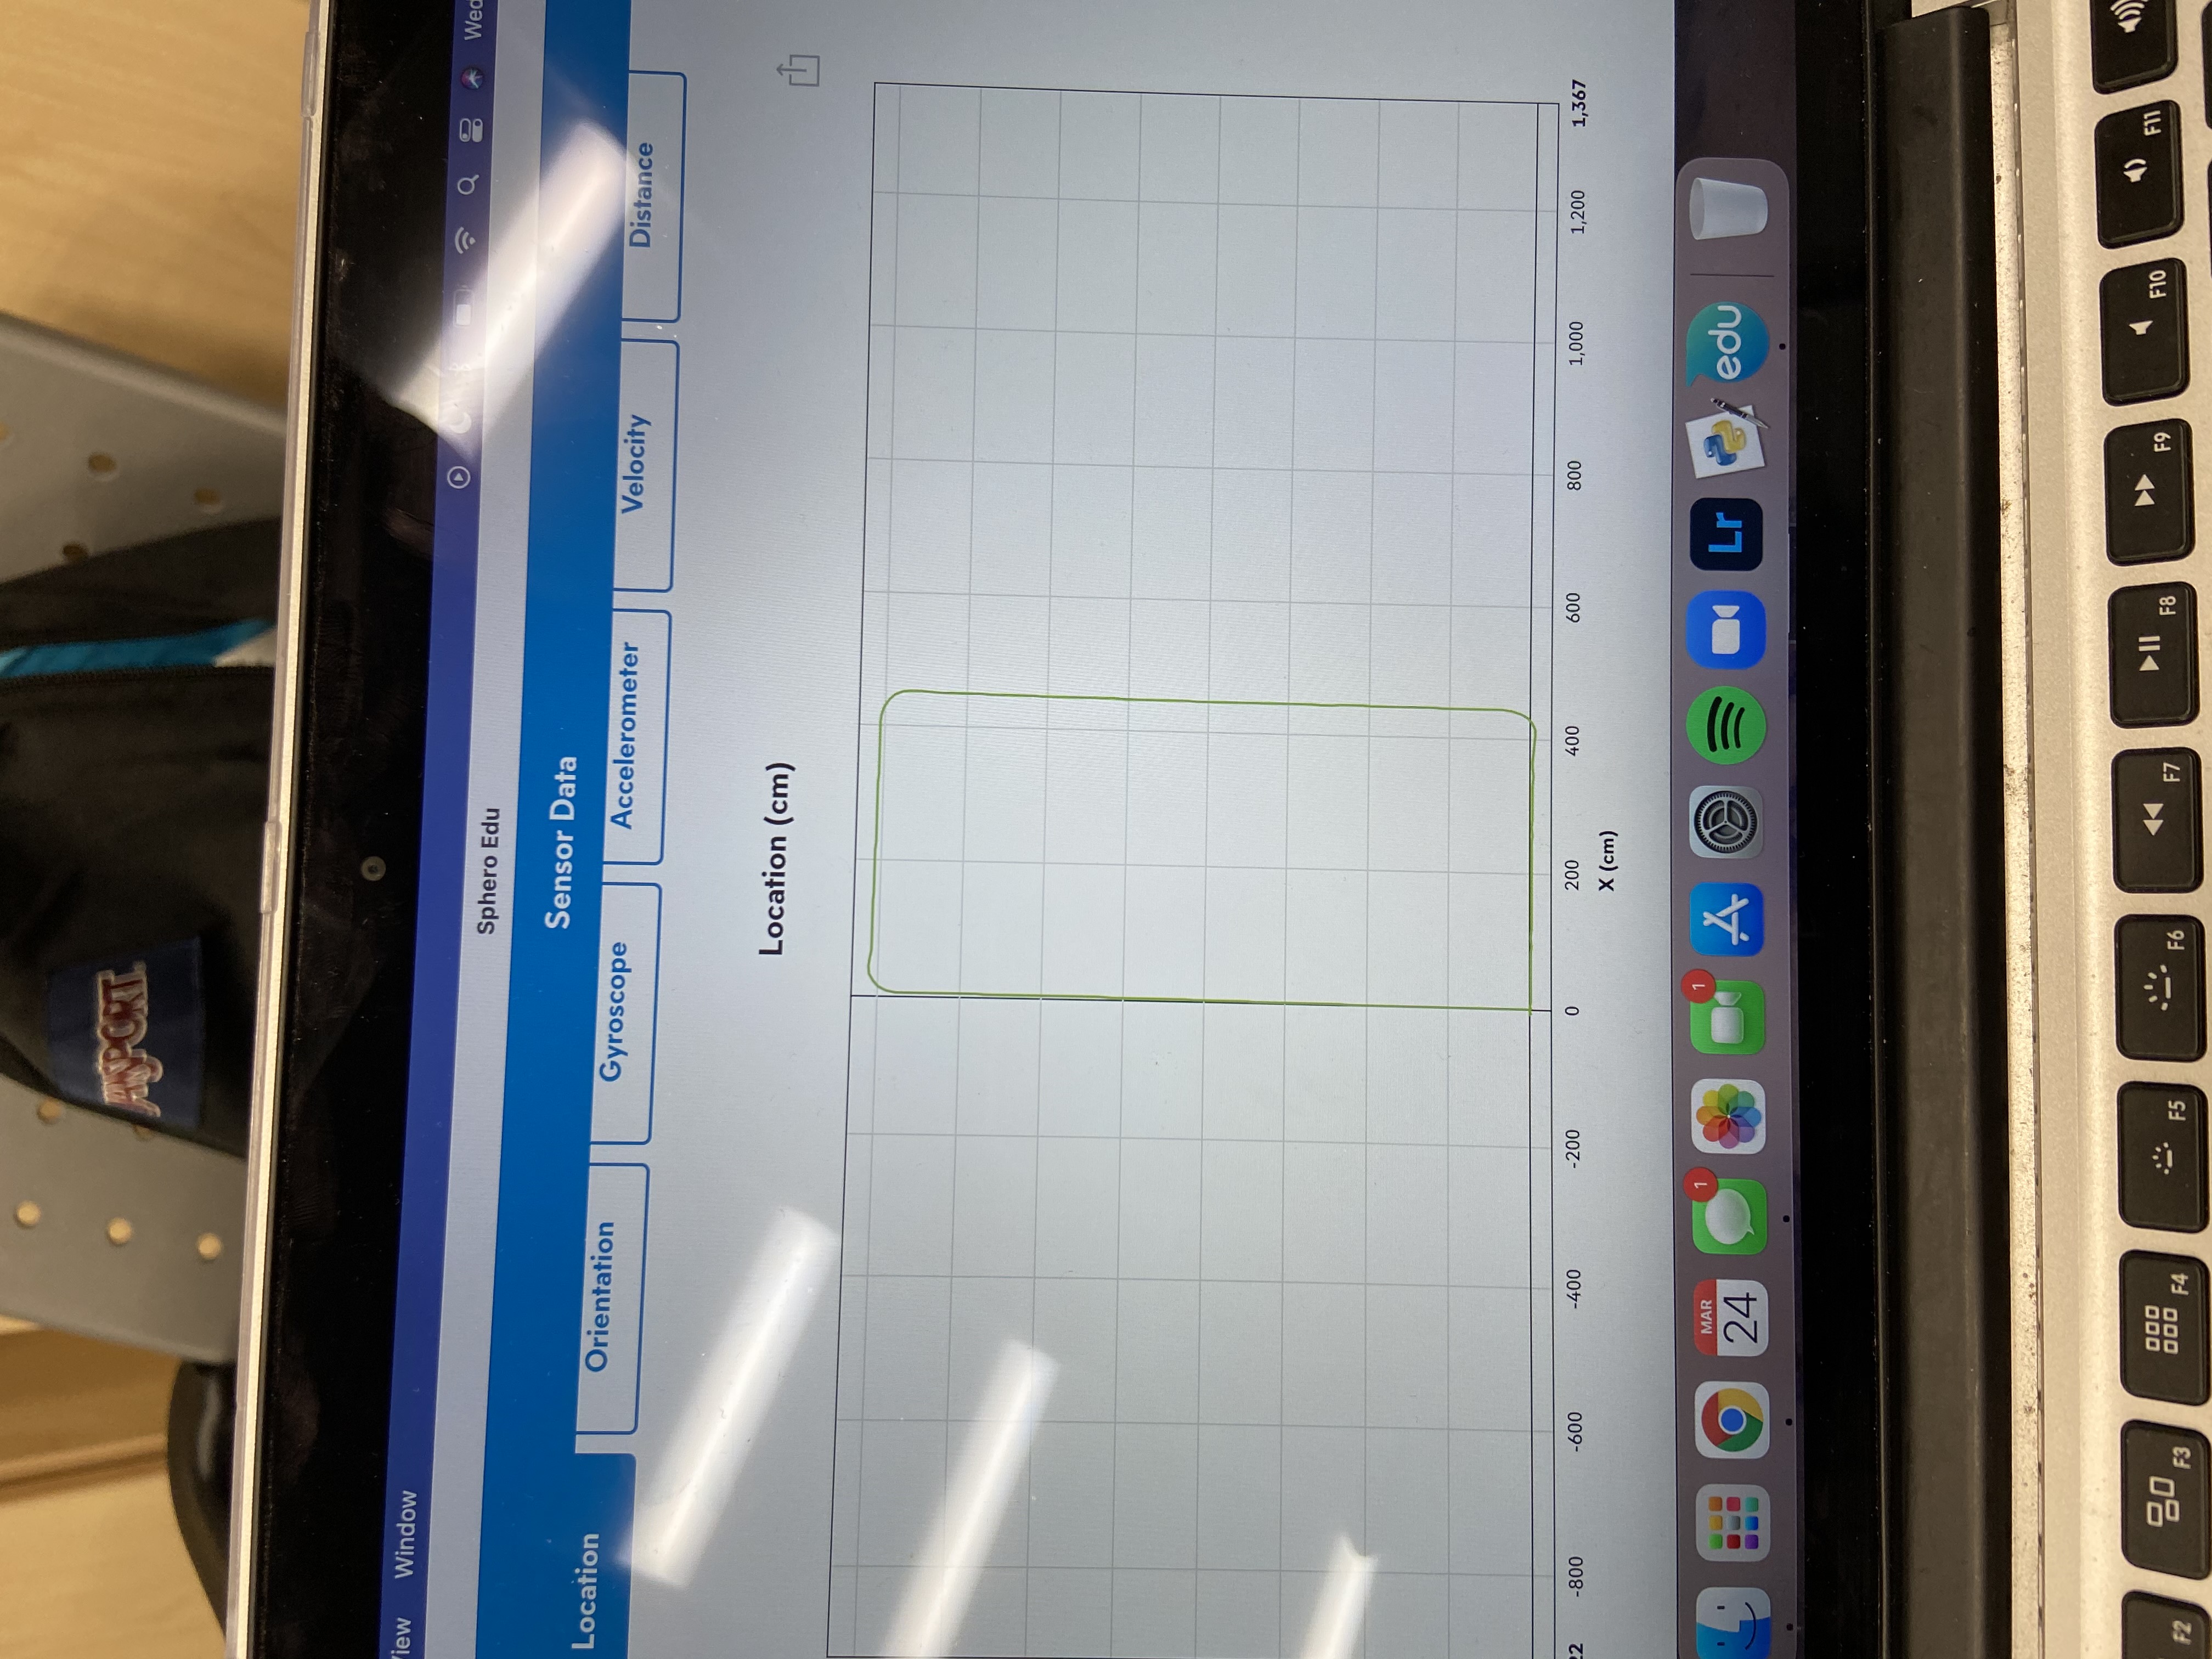 JANSPORT
View Window
Wed
Sphero Edu
Sensor Data
Location Orientation Gyroscope Accelerometer Velocity Distance
Location (cm)
-800 -600 -400 -200 0 200 400 600 800 1,000 1,200 1,367
X (cm)
MAR
24
1
1
Lr
edu
F2 F3 F4 F5 F6 F7 F8 F9 F10 F11